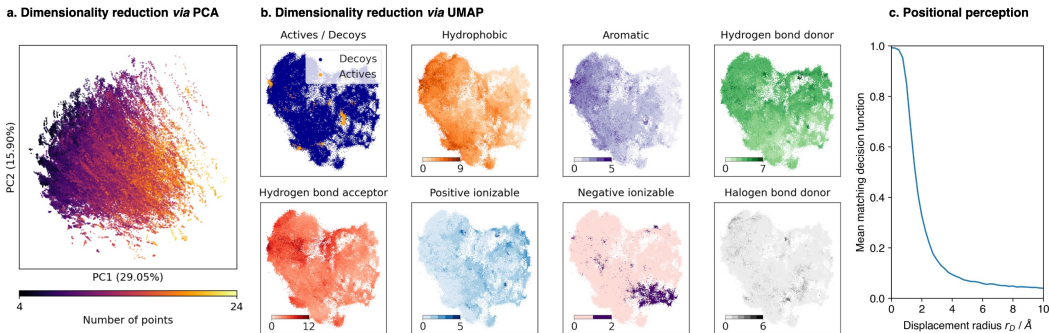 a. Dimensionality reduction via PCA
PC2 (15.90%)
PC1 (29.05%)
4
24
Number of points
b. Dimensionality reduction via UMAP
Actives / Decoys
Decoys
Actives
Hydrophobic
0
9
Aromatic
0
5
Hydrogen bond donor
0
7
Hydrogen bond acceptor
0
12
Positive ionizable
0
5
Negative ionizable
0
2
Halogen bond donor
0
6
c. Positional perception
Mean matching decision function
1.0
0.8
0.6
0.4
0.2
0.0
0
2
4
6
8
10
Displacement radius r_D / Å